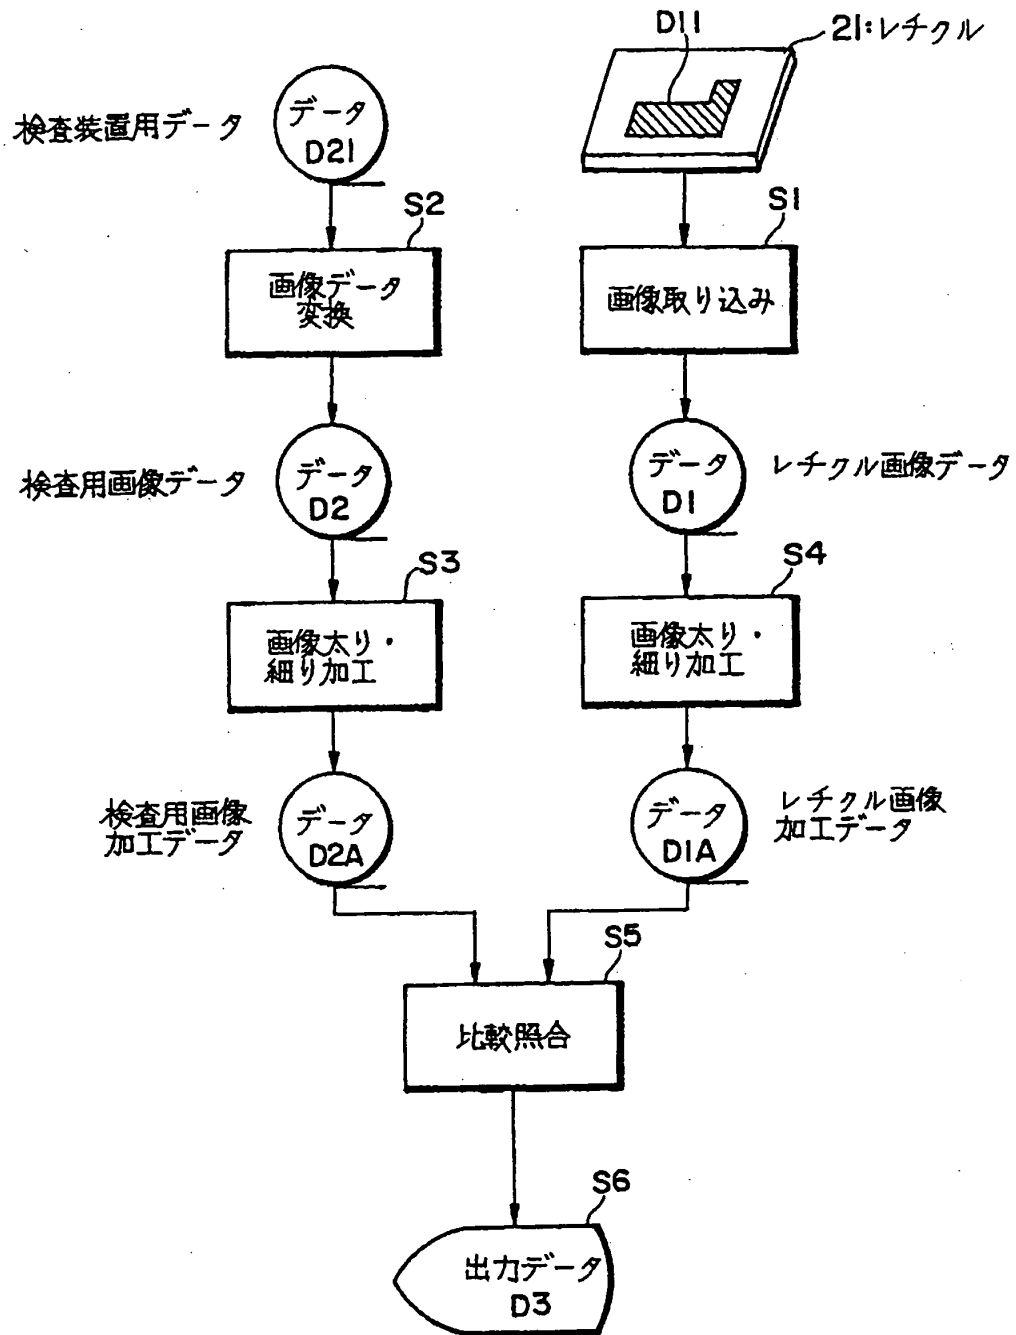 D11
21:レチクル
検査装置用データ
データ
D21
S2
S1
画像データ
変換
画像取り込み
検査用画像データ
データ
D2
データ
D1
レチクル画像データ
S3
S4
画像太り・
細り加工
画像太り・
細り加工
検査用画像
加工データ
データ
D2A
データ
D1A
レチクル画像
加工データ
S5
比較照合
S6
出力データ
D3